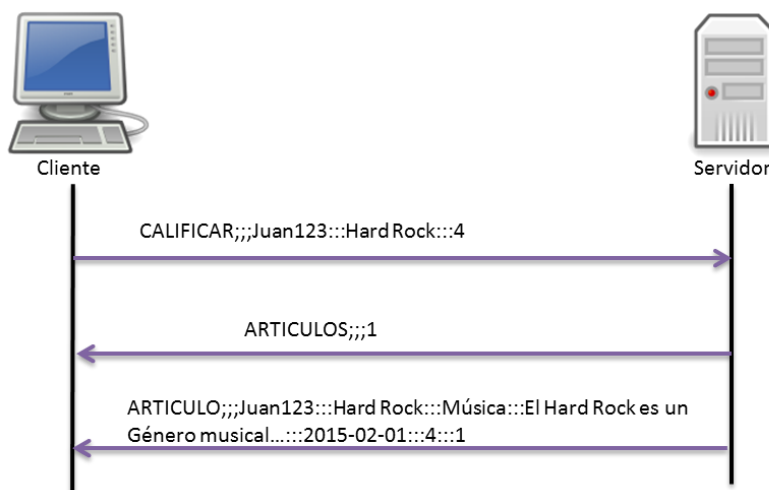 Cliente
Servidor
CALIFICAR;;;Juan123:::Hard Rock:::4
ARTICULOS;;;1
ARTICULO;;;Juan123:::Hard Rock:::Música:::El Hard Rock es un
Género musical...:::2015-02-01:::4:::1